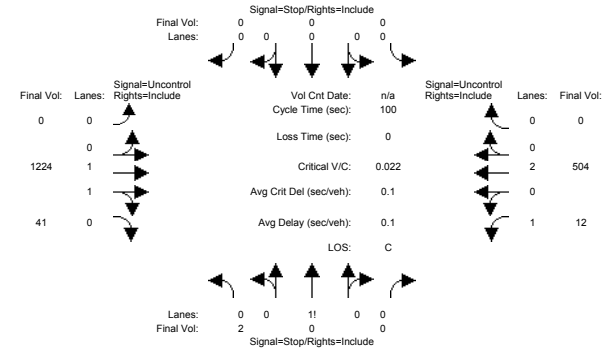 Signal=Stop/Rights=Include
Final Vol: 0 0 0
Lanes: 0 0 0 0 0
Signal=Uncontrol
Final Vol: Lanes: Rights=Include
Vol Cnt Date: n/a
Signal=Uncontrol
Rights=Include Lanes: Final Vol:
Cycle Time (sec): 100
0 0
0 0
Loss Time (sec): 0
0
0
1224 1
Critical V/C: 0.022
2 504
1
Avg Crit Del (sec/veh): 0.1
0
41 0
Avg Delay (sec/veh): 0.1
1 12
LOS: C
Lanes: 0 0 1! 0 0
Final Vol: 2 0 0
Signal=Stop/Rights=Include